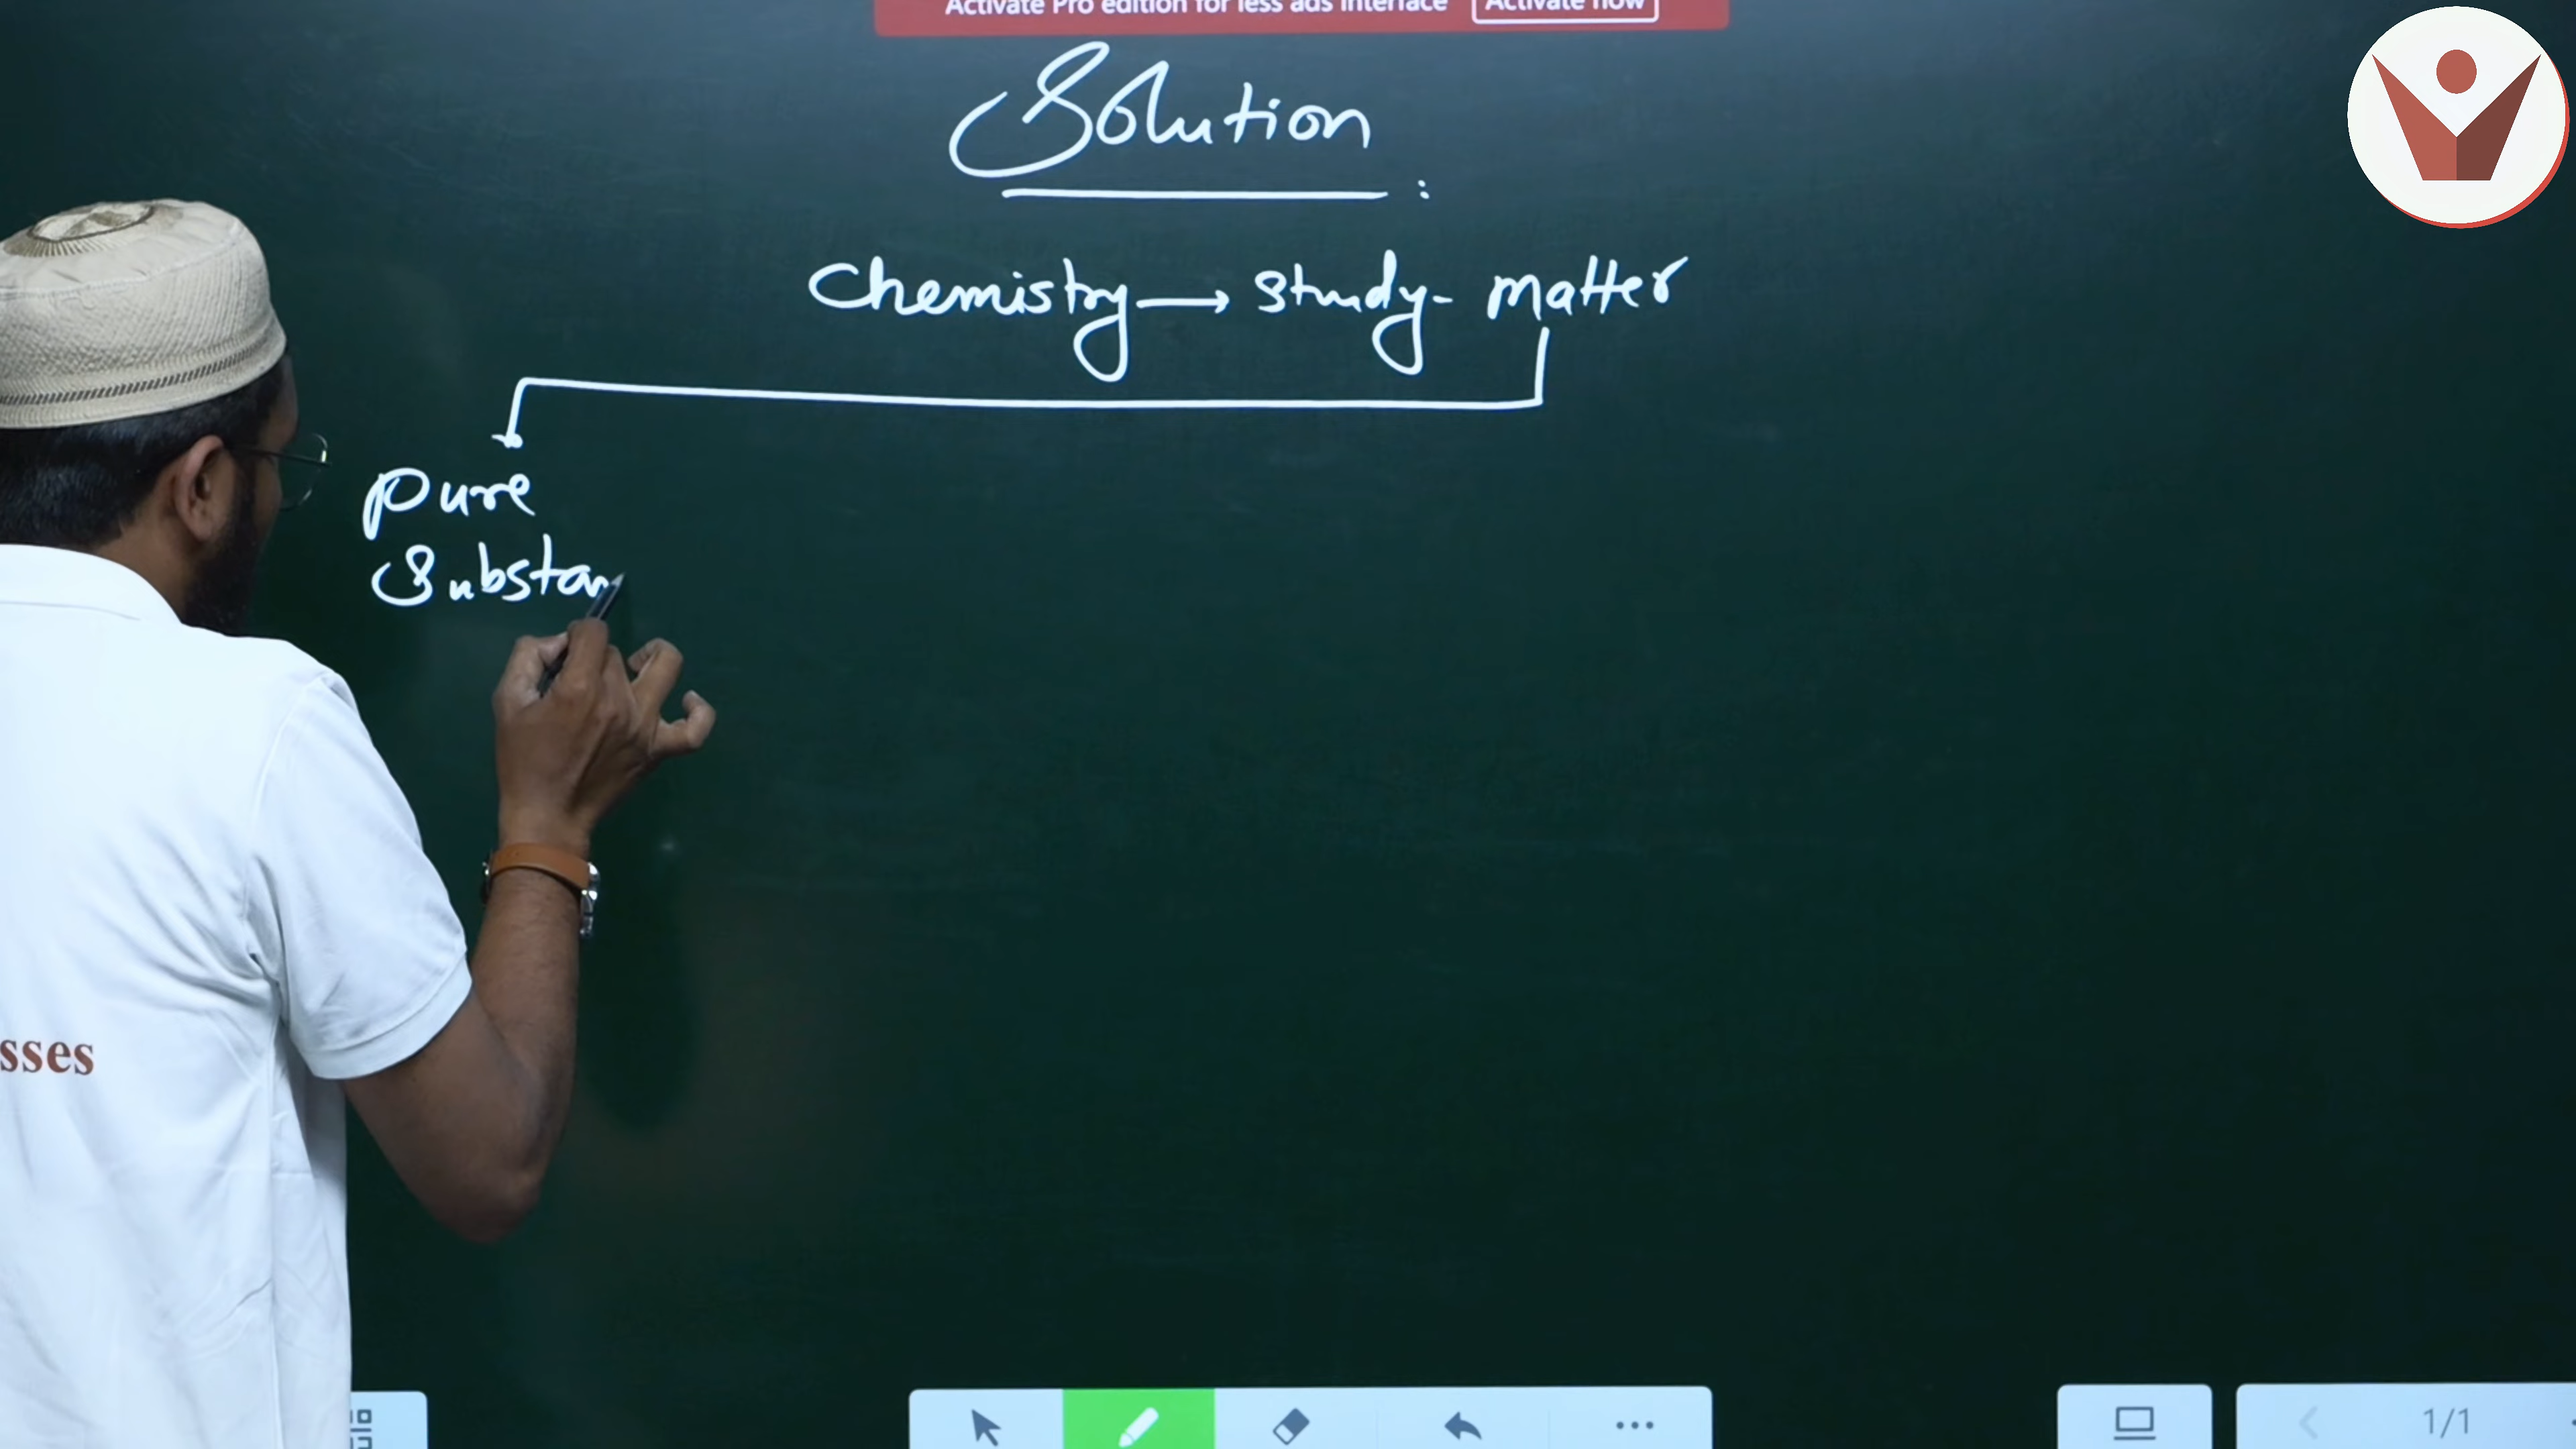 Activate Pro edition for less ads interface Activate now
Solution :
Chemistry → study - matter
pure
Substan
sses
1/1